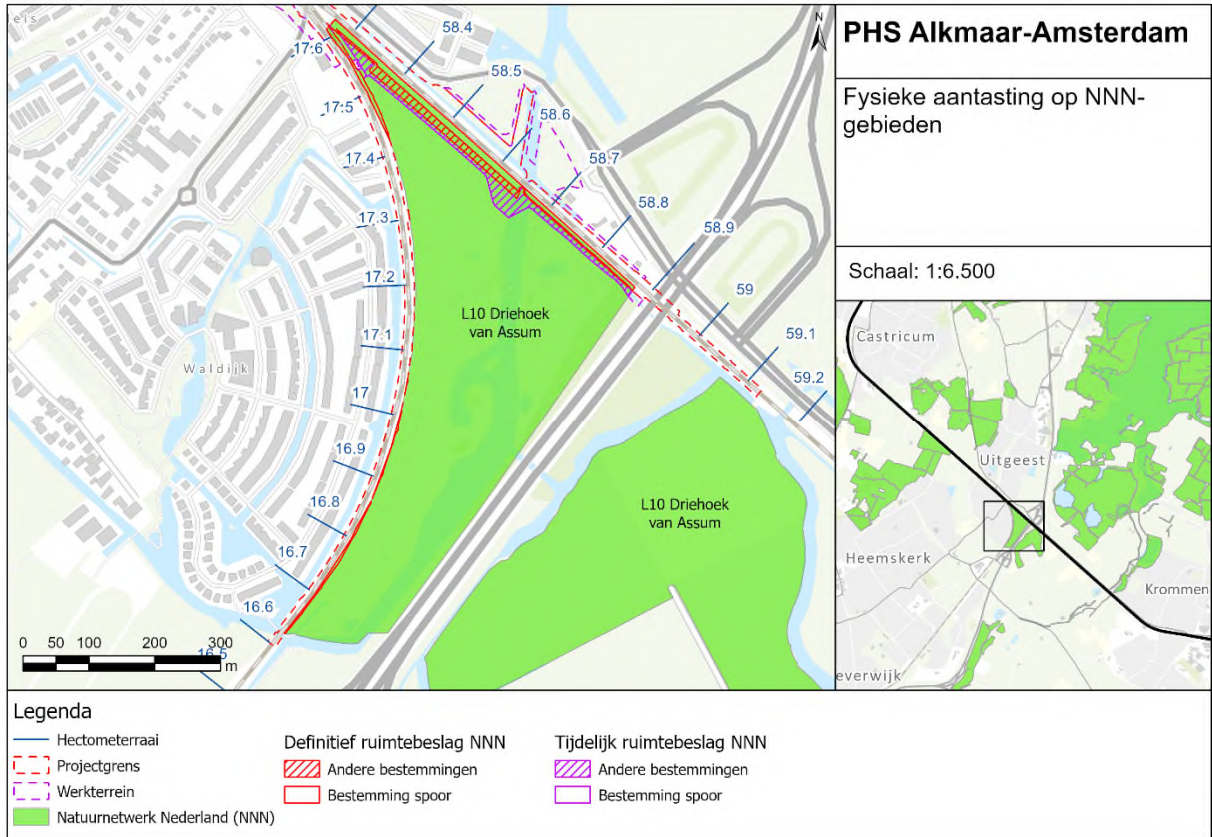 PHS Alkmaar-Amsterdam
Fysieke aantasting op NNN-
gebieden
Schaal: 1:6.500
N
els
17.6
17.5
17.4
17.3
17.2
17.1
17
16.9
16.8
16.7
16.6
16.5
58.4
58.5
58.6
58.7
58.8
58.9
59
59.1
59.2
Waldijk
L10 Driehoek
van Assum
L10 Driehoek
van Assum
0 50 100 200 300
m
Castricum
Uitgeest
Heemskerk
Krommen
everwijk
Legenda
Hectometerraai
Projectgrens
Werkterrein
Natuurnetwerk Nederland (NNN)
Definitief ruimtebeslag NNN
Andere bestemmingen
Bestemming spoor
Tijdelijk ruimtebeslag NNN
Andere bestemmingen
Bestemming spoor